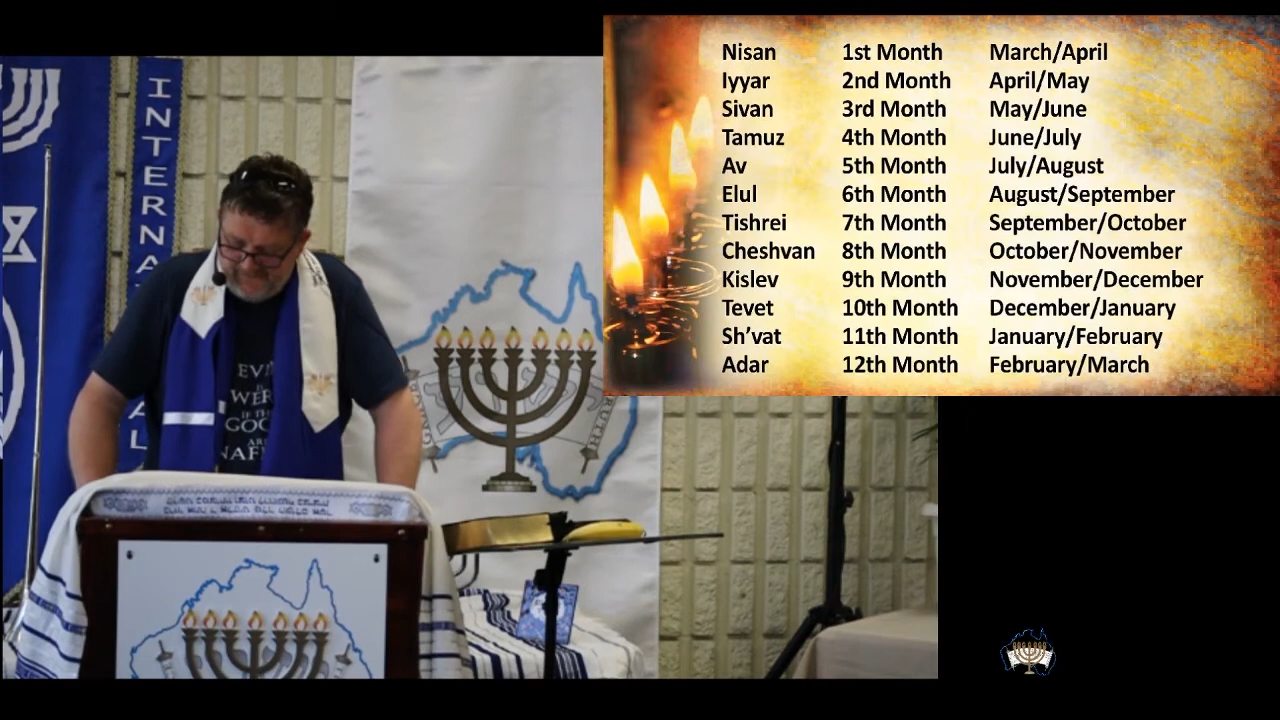 Nisan 1st Month March/April
Iyyar 2nd Month April/May
Sivan 3rd Month May/June
Tamuz 4th Month June/July
Av 5th Month July/August
Elul 6th Month August/September
Tishrei 7th Month September/October
Cheshvan 8th Month October/November
Kislev 9th Month November/December
Tevet 10th Month December/January
Sh’vat 11th Month January/February
Adar 12th Month February/March
INTERNA
AL
TRUTH